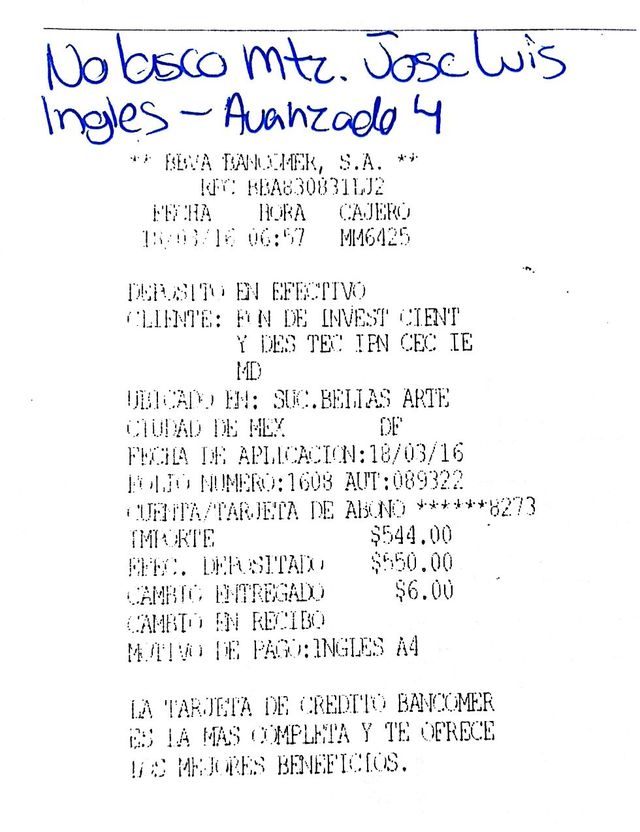 Nolasco Mtz. Jose Luis
Ingles - Avanzado 4
** BBVA BANCOMER, S.A. **
RFC BBA830831LJ2
FECHA HORA CAJERO
18/03/16 06:57 MM6425
DEPOSITO EN EFECTIVO
CLIENTE: F N DE INVEST CIENT
Y DES TEC IPN CEC IE
MD
UBICADO EN: SUC.BELLAS ARTE
CIUDAD DE MEX DF
FECHA DE APLICACION:18/03/16
FOLIO NUMERO:1608 AUT:089322
CUENTA/TARJETA DE ABONO ******8273
IMPORTE $544.00
EFEC. DEPOSITADO $550.00
CAMBIO ENTREGADO $6.00
CAMBIO EN RECIBO
MOTIVO DE PAGO:INGLES A4
LA TARJETA DE CREDITO BANCOMER
ES LA MAS COMPLETA Y TE OFRECE
LOS MEJORES BENEFICIOS.